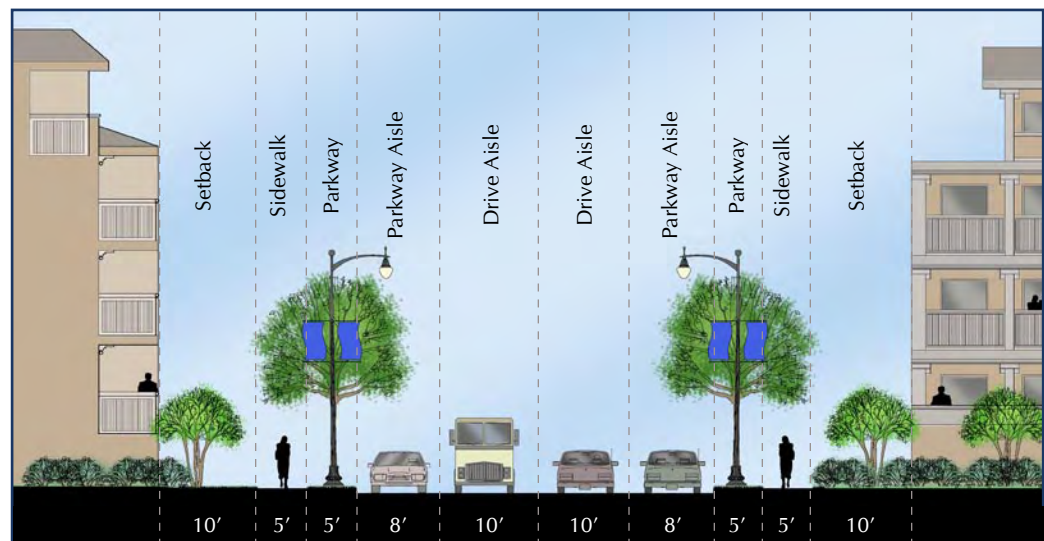 Setback
Sidewalk
Parkway
Parkway Aisle
Drive Aisle
Drive Aisle
Parkway Aisle
Parkway
Sidewalk
Setback
10′ 5′ 5′ 8′ 10′ 10′ 8′ 5′ 5′ 10′